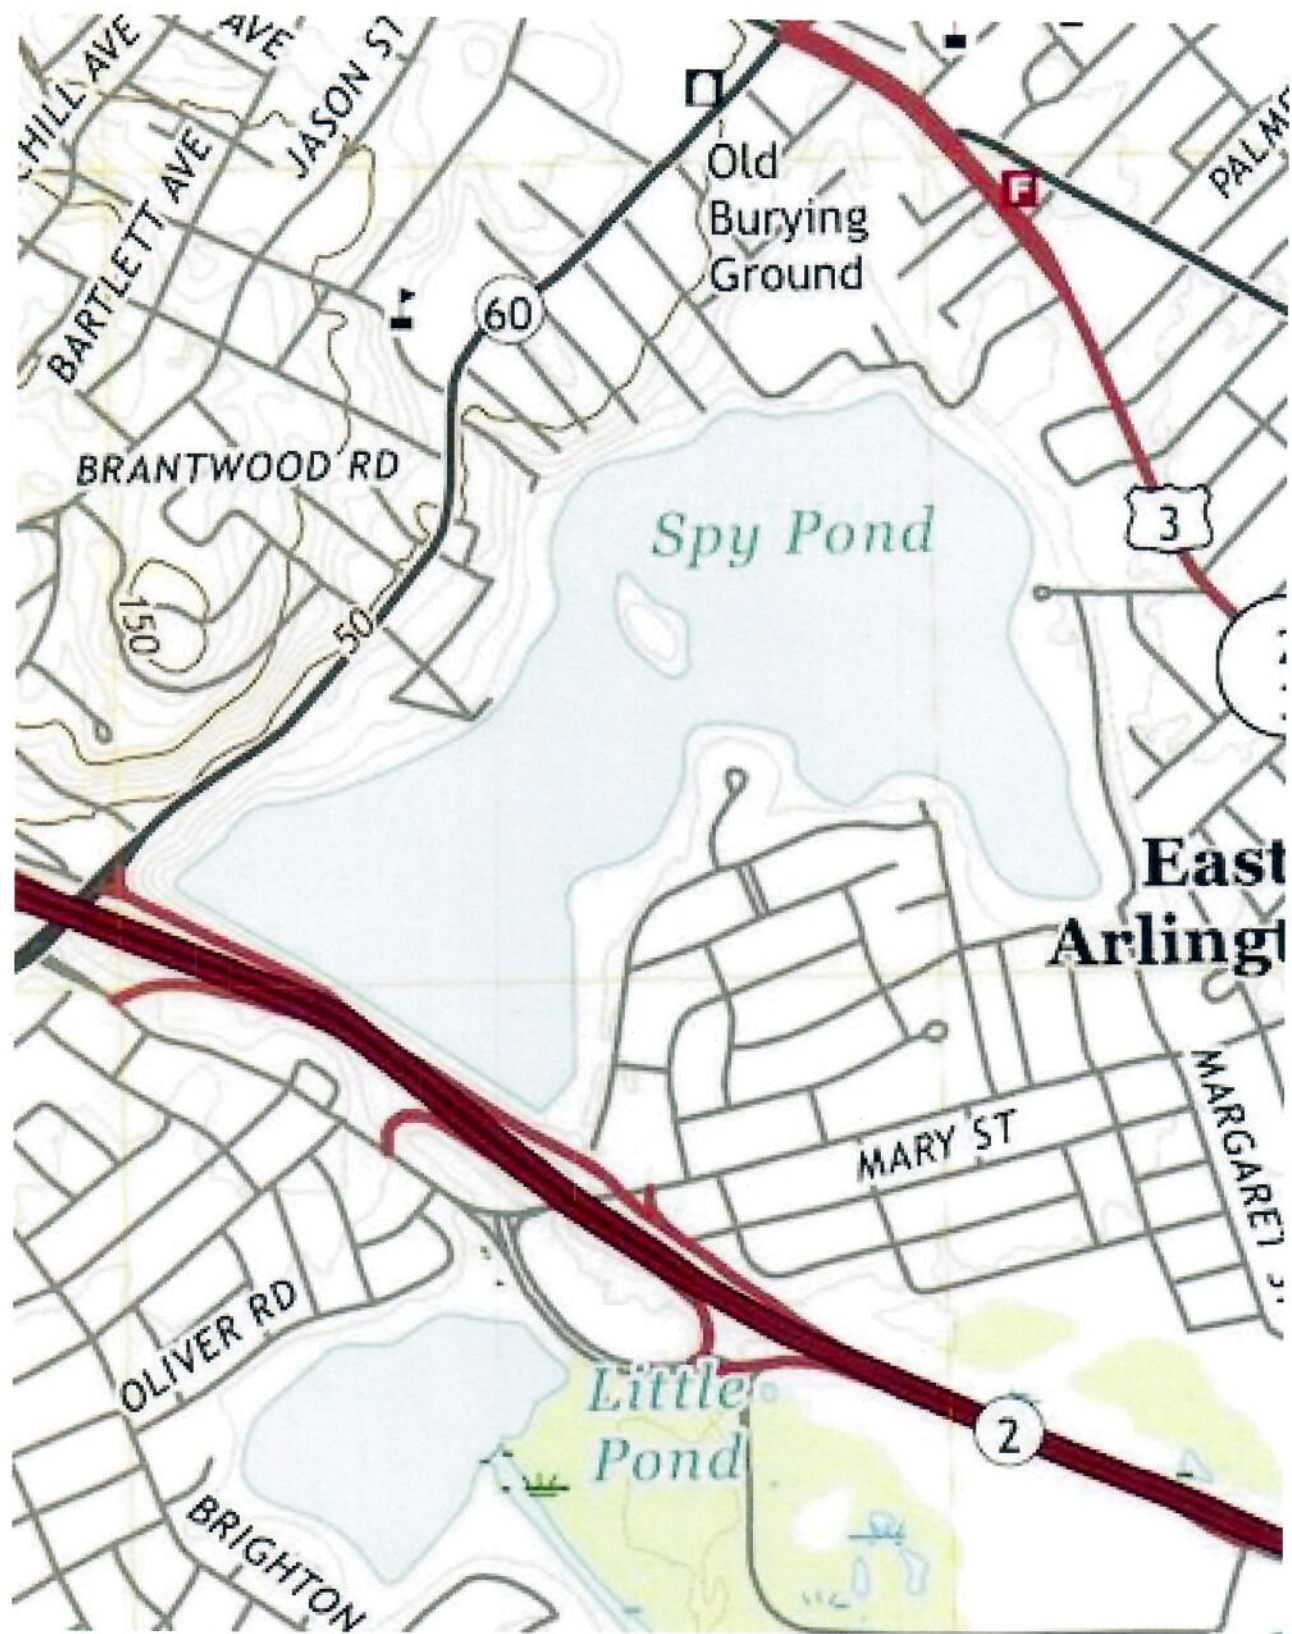 AVE
HILL AVE
JASON ST
BARTLETT AVE
PALM
F
Old
Burying
Ground
60
BRANTWOOD RD
Spy Pond
3
150
50
East
Arlingt
MARY ST
MARGARET
OLIVER RD
Little
Pond
2
BRIGHTON